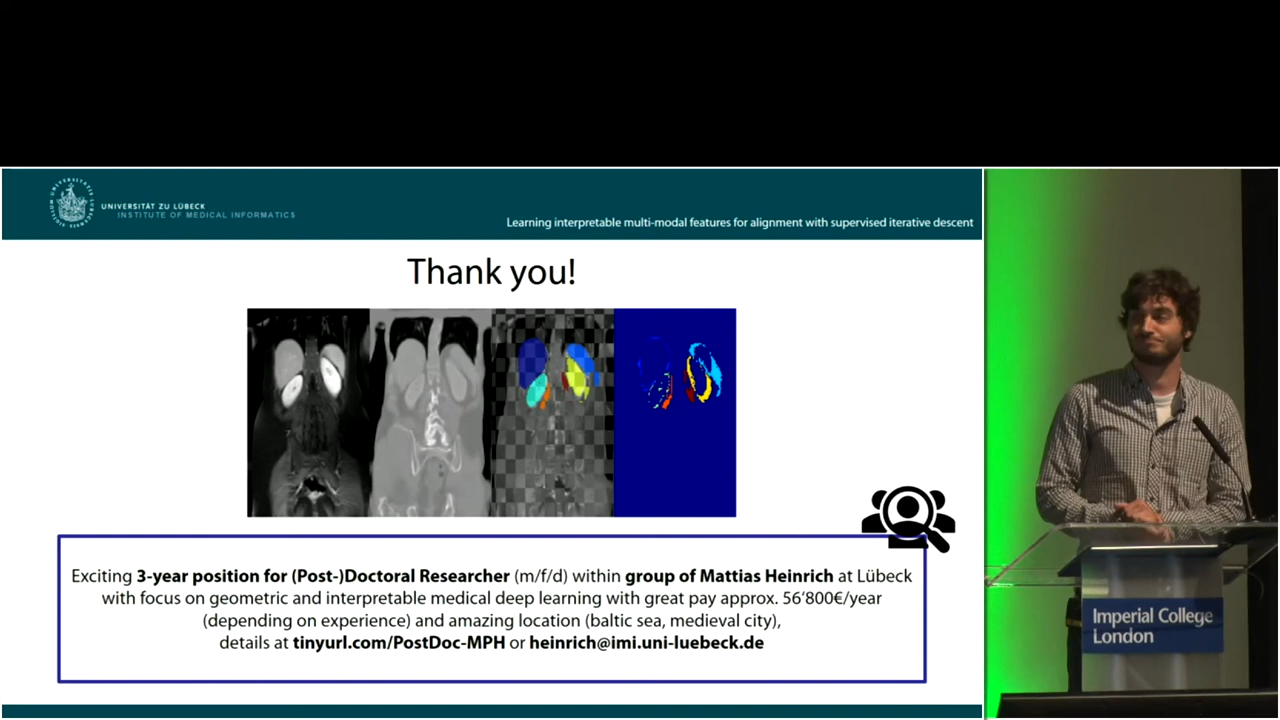 UNIVERSITÄT ZU LÜBECK
INSTITUTE OF MEDICAL INFORMATICS
Learning interpretable multi-modal features for alignment with supervised iterative descent
Thank you!
Exciting 3-year position for (Post-)Doctoral Researcher (m/f/d) within group of Mattias Heinrich at Lübeck
with focus on geometric and interpretable medical deep learning with great pay approx. 56'800€/year
(depending on experience) and amazing location (baltic sea, medieval city),
details at tinyurl.com/PostDoc-MPH or heinrich@imi.uni-luebeck.de
Imperial College
London